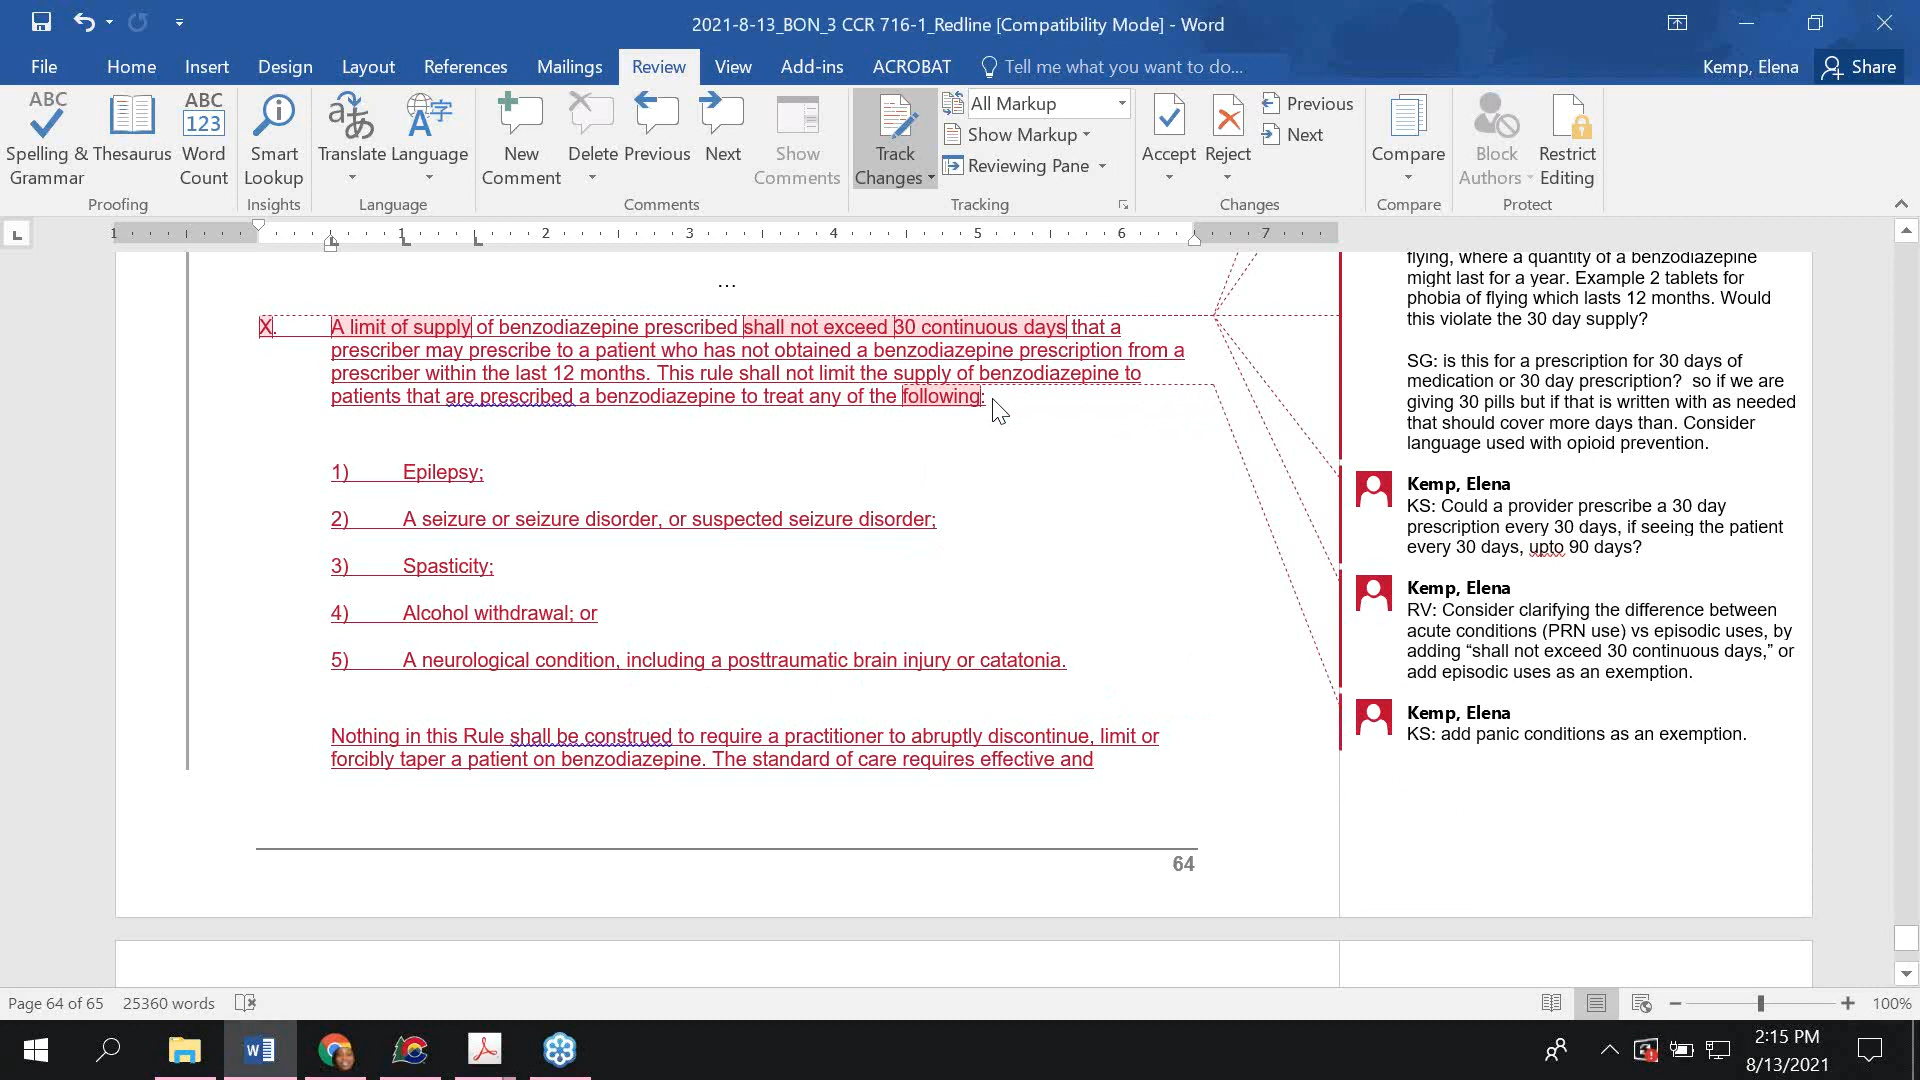 2021-8-13_BON_3 CCR 716-1_Redline [Compatibility Mode] - Word
File Home Insert Design Layout References Mailings Review View Add-ins ACROBAT Tell me what you want to do... Kemp, Elena Share
ABC
Spelling &
Grammar
Thesaurus
ABC
123
Word
Count
Proofing
Smart
Lookup
Insights
Translate
Language
Language
New
Comment
Delete
Previous
Next
Show
Comments
Comments
Track
Changes
All Markup
Show Markup
Reviewing Pane
Tracking
Accept
Reject
Previous
Next
Changes
Compare
Compare
Block
Authors
Restrict
Editing
Protect
1 1 2 3 4 5 6 7
...
X. A limit of supply of benzodiazepine prescribed shall not exceed 30 continuous days that a
prescriber may prescribe to a patient who has not obtained a benzodiazepine prescription from a
prescriber within the last 12 months. This rule shall not limit the supply of benzodiazepine to
patients that are prescribed a benzodiazepine to treat any of the following:
1) Epilepsy;
2) A seizure or seizure disorder, or suspected seizure disorder;
3) Spasticity;
4) Alcohol withdrawal; or
5) A neurological condition, including a posttraumatic brain injury or catatonia.
Nothing in this Rule shall be construed to require a practitioner to abruptly discontinue, limit or
forcibly taper a patient on benzodiazepine. The standard of care requires effective and
64
flying, where a quantity of a benzodiazepine
might last for a year. Example 2 tablets for
phobia of flying which lasts 12 months. Would
this violate the 30 day supply?
SG: is this for a prescription for 30 days of
medication or 30 day prescription? so if we are
giving 30 pills but if that is written with as needed
that should cover more days than. Consider
language used with opioid prevention.
Kemp, Elena
KS: Could a provider prescribe a 30 day
prescription every 30 days, if seeing the patient
every 30 days, upto 90 days?
Kemp, Elena
RV: Consider clarifying the difference between
acute conditions (PRN use) vs episodic uses, by
adding “shall not exceed 30 continuous days,” or
add episodic uses as an exemption.
Kemp, Elena
KS: add panic conditions as an exemption.
Page 64 of 65 25360 words 100%
2:15 PM
8/13/2021